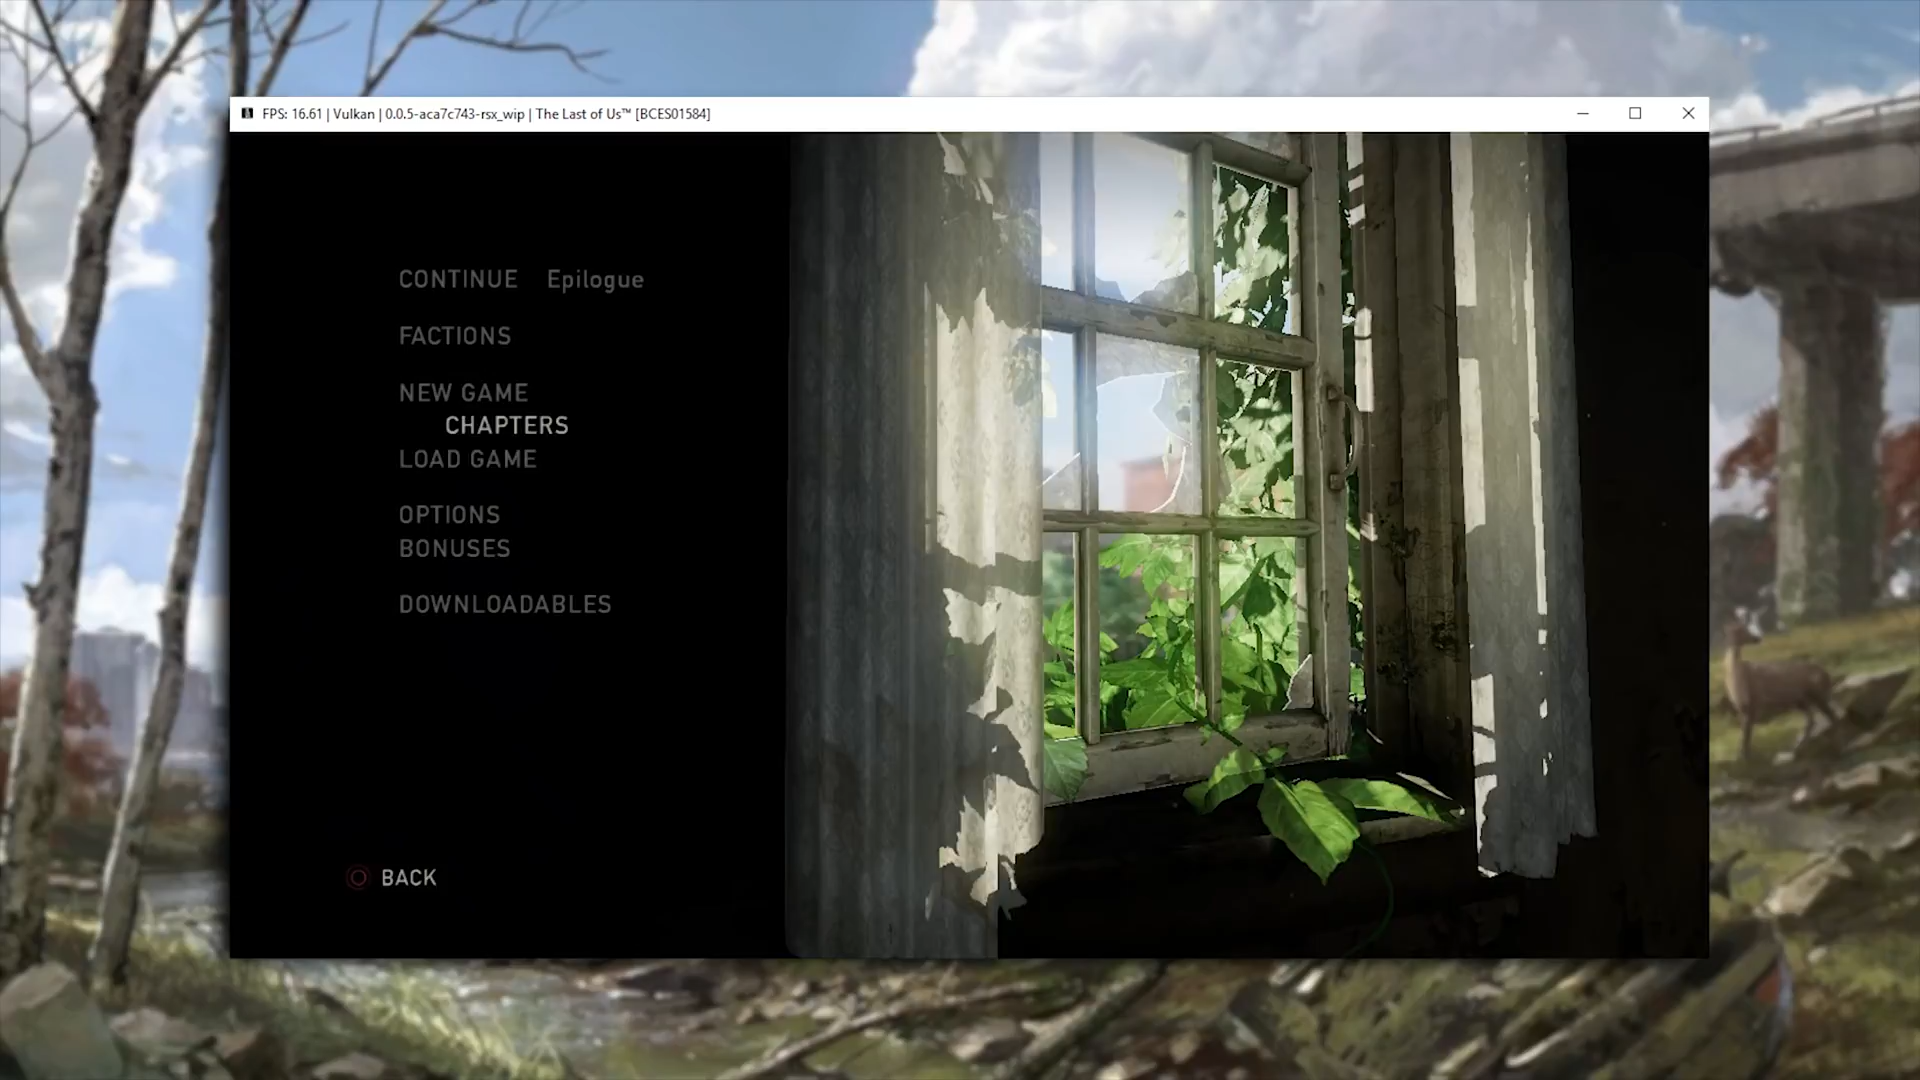 FPS: 16.61 | Vulkan | 0.0.5-aca7c743-rsx_wip | The Last of Us™ [BCES01584]
CONTINUE Epilogue
FACTIONS
NEW GAME
CHAPTERS
LOAD GAME
OPTIONS
BONUSES
DOWNLOADABLES
BACK